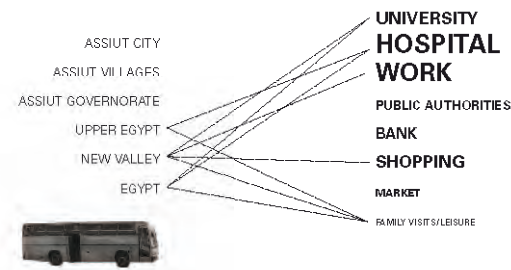 ASSIUT CITY
ASSIUT VILLAGES
ASSIUT GOVERNORATE
UPPER EGYPT
NEW VALLEY
EGYPT
UNIVERSITY
HOSPITAL
WORK
PUBLIC AUTHORITIES
BANK
SHOPPING
MARKET
FAMILY VISITS/LEISURE